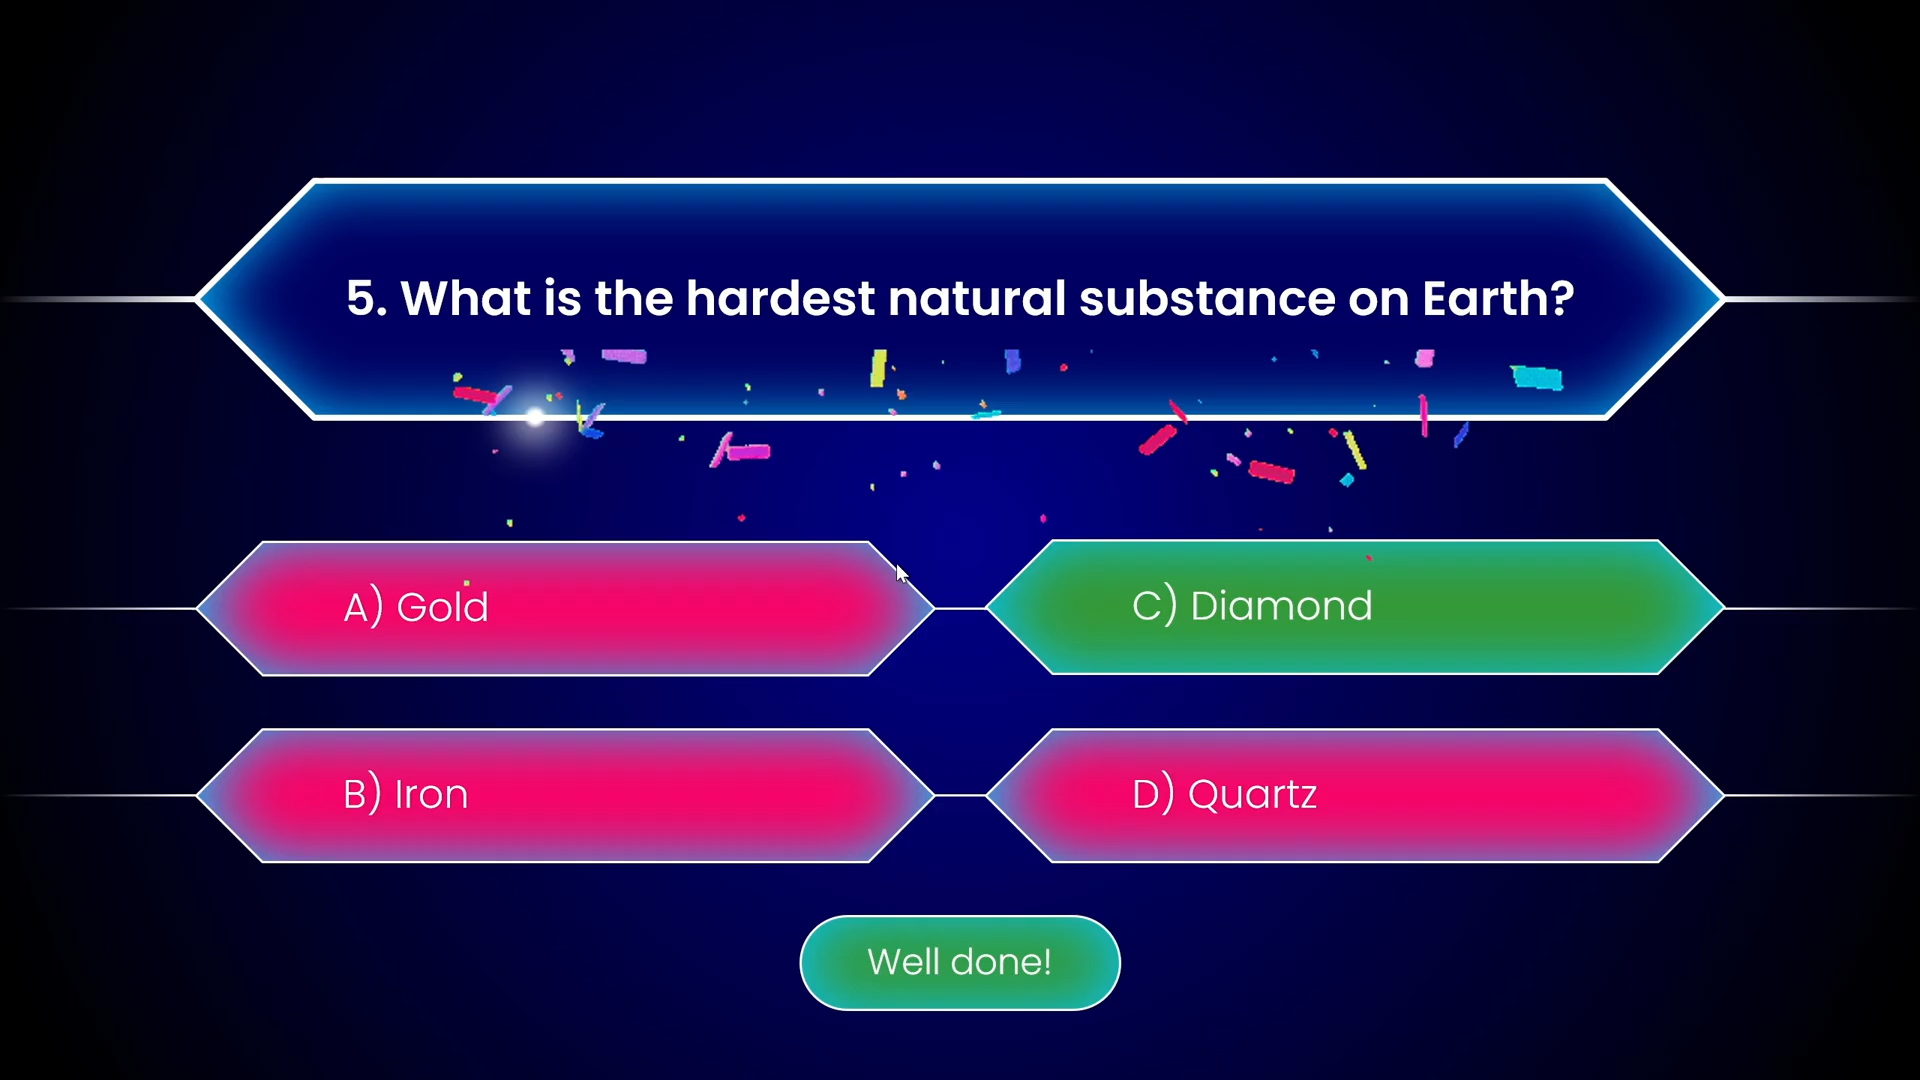 5. What is the hardest natural substance on Earth?
A) Gold
C) Diamond
B) Iron
D) Quartz
Well done!